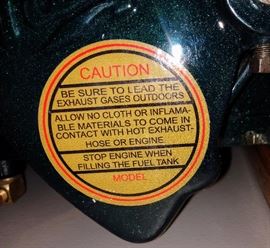 CAUTION
BE SURE TO LEAD THE
EXHAUST GASES OUTDOORS
ALLOW NO CLOTH OR INFLAMA-
BLE MATERIALS TO COME IN
CONTACT WITH HOT EXHAUST-
HOSE OR ENGINE
STOP ENGINE WHEN
FILLING THE FUEL TANK
MODEL